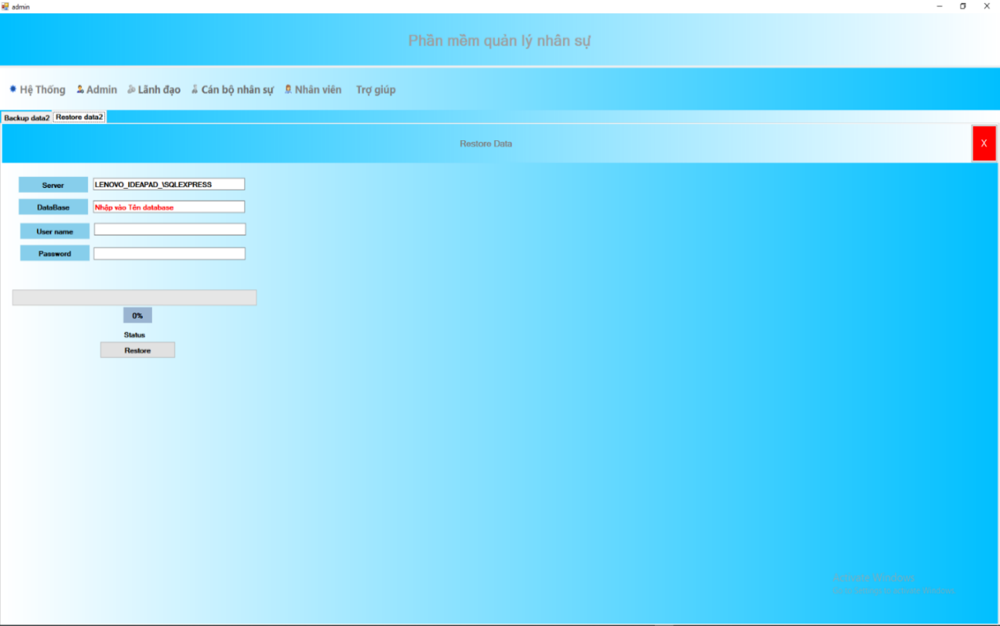 admin
Phần mềm quản lý nhân sự
Hệ Thống Admin Lãnh đạo Cán bộ nhân sự Nhân viên Trợ giúp
Backup data2 Restore data2
Restore Data
X
Server LENOVO_IDEAPAD_\SQLEXPRESS
DataBase Nhập vào Tên database
User name
Password
0%
Status
Restore
Activate Windows
Go to Settings to activate Windows.